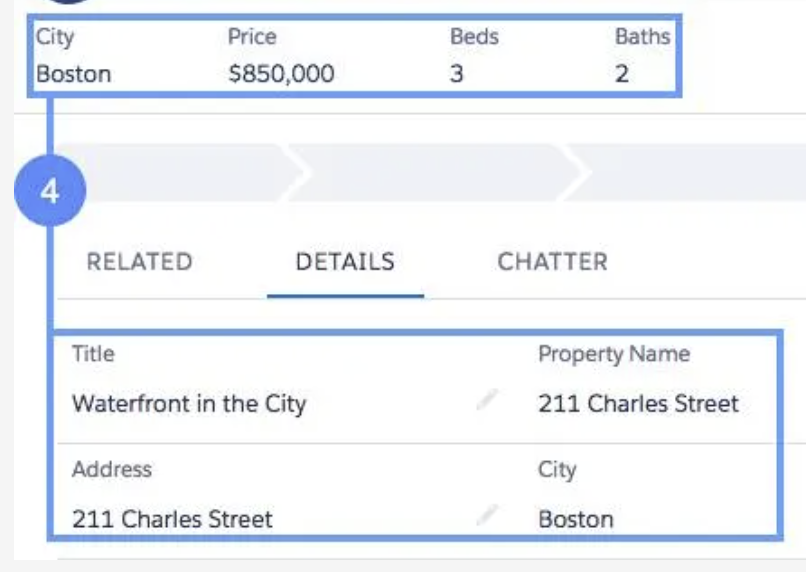 City Price Beds Baths
Boston $850,000 3 2
4
RELATED DETAILS CHATTER
Title Property Name
Waterfront in the City 211 Charles Street
Address City
211 Charles Street Boston